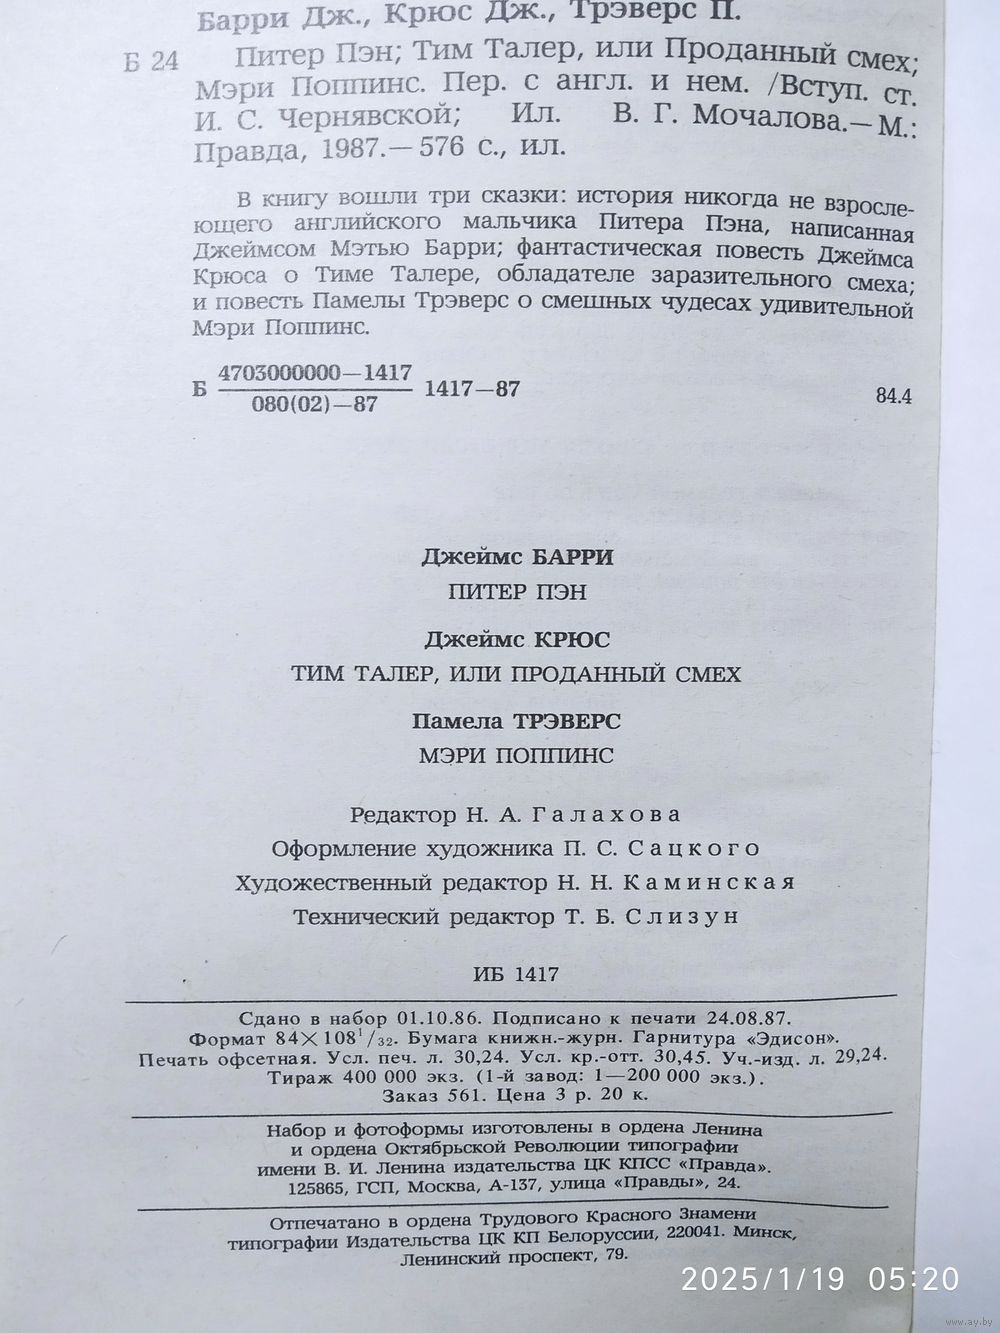 Барри Дж., Крюс Дж., Трэверс П.
Б 24 Питер Пэн; Тим Талер, или Проданный смех;
Мэри Поппинс. Пер. с англ. и нем. /Вступ. ст.
И. С. Чернявской; Ил. В. Г. Мочалова.— М.:
Правда, 1987.— 576 с., ил.
В книгу вошли три сказки: история никогда не взросле-
ющего английского мальчика Питера Пэна, написанная
Джеймсом Мэтью Барри; фантастическая повесть Джеймса
Крюса о Тиме Талере, обладателе заразительного смеха;
и повесть Памелы Трэверс о смешных чудесах удивительной
Мэри Поппинс.
Б 4703000000—1417
080(02)—87 1417—87
84.4
Джеймс БАРРИ
ПИТЕР ПЭН
Джеймс КРЮС
ТИМ ТАЛЕР, ИЛИ ПРОДАННЫЙ СМЕХ
Памела ТРЭВЕРС
МЭРИ ПОППИНС
Редактор Н. А. Галахова
Оформление художника П. С. Сацкого
Художественный редактор Н. Н. Каминская
Технический редактор Т. Б. Слизун
ИБ 1417
Сдано в набор 01.10.86. Подписано к печати 24.08.87.
Формат 84×108 1/32. Бумага книжн.-журн. Гарнитура «Эдисон».
Печать офсетная. Усл. печ. л. 30,24. Усл. кр.-отт. 30,45. Уч.-изд. л. 29,24.
Тираж 400 000 экз. (1-й завод: 1—200 000 экз.).
Заказ 561. Цена 3 р. 20 к.
Набор и фотоформы изготовлены в ордена Ленина
и ордена Октябрьской Революции типографии
имени В. И. Ленина издательства ЦК КПСС «Правда».
125865, ГСП, Москва, А-137, улица «Правды», 24.
Отпечатано в ордена Трудового Красного Знамени
типографии Издательства ЦК КП Белоруссии, 220041. Минск,
Ленинский проспект, 79.
2025/1/19 05:20
www.ay.by